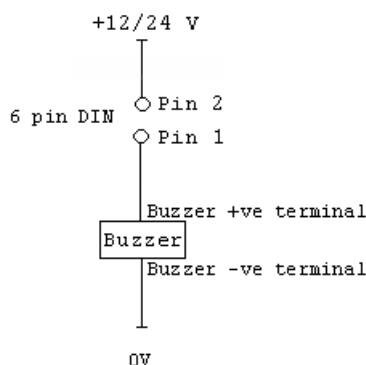 +12/24 V
Pin 2
6 pin DIN
Pin 1
Buzzer +ve terminal
Buzzer
Buzzer -ve terminal
0V